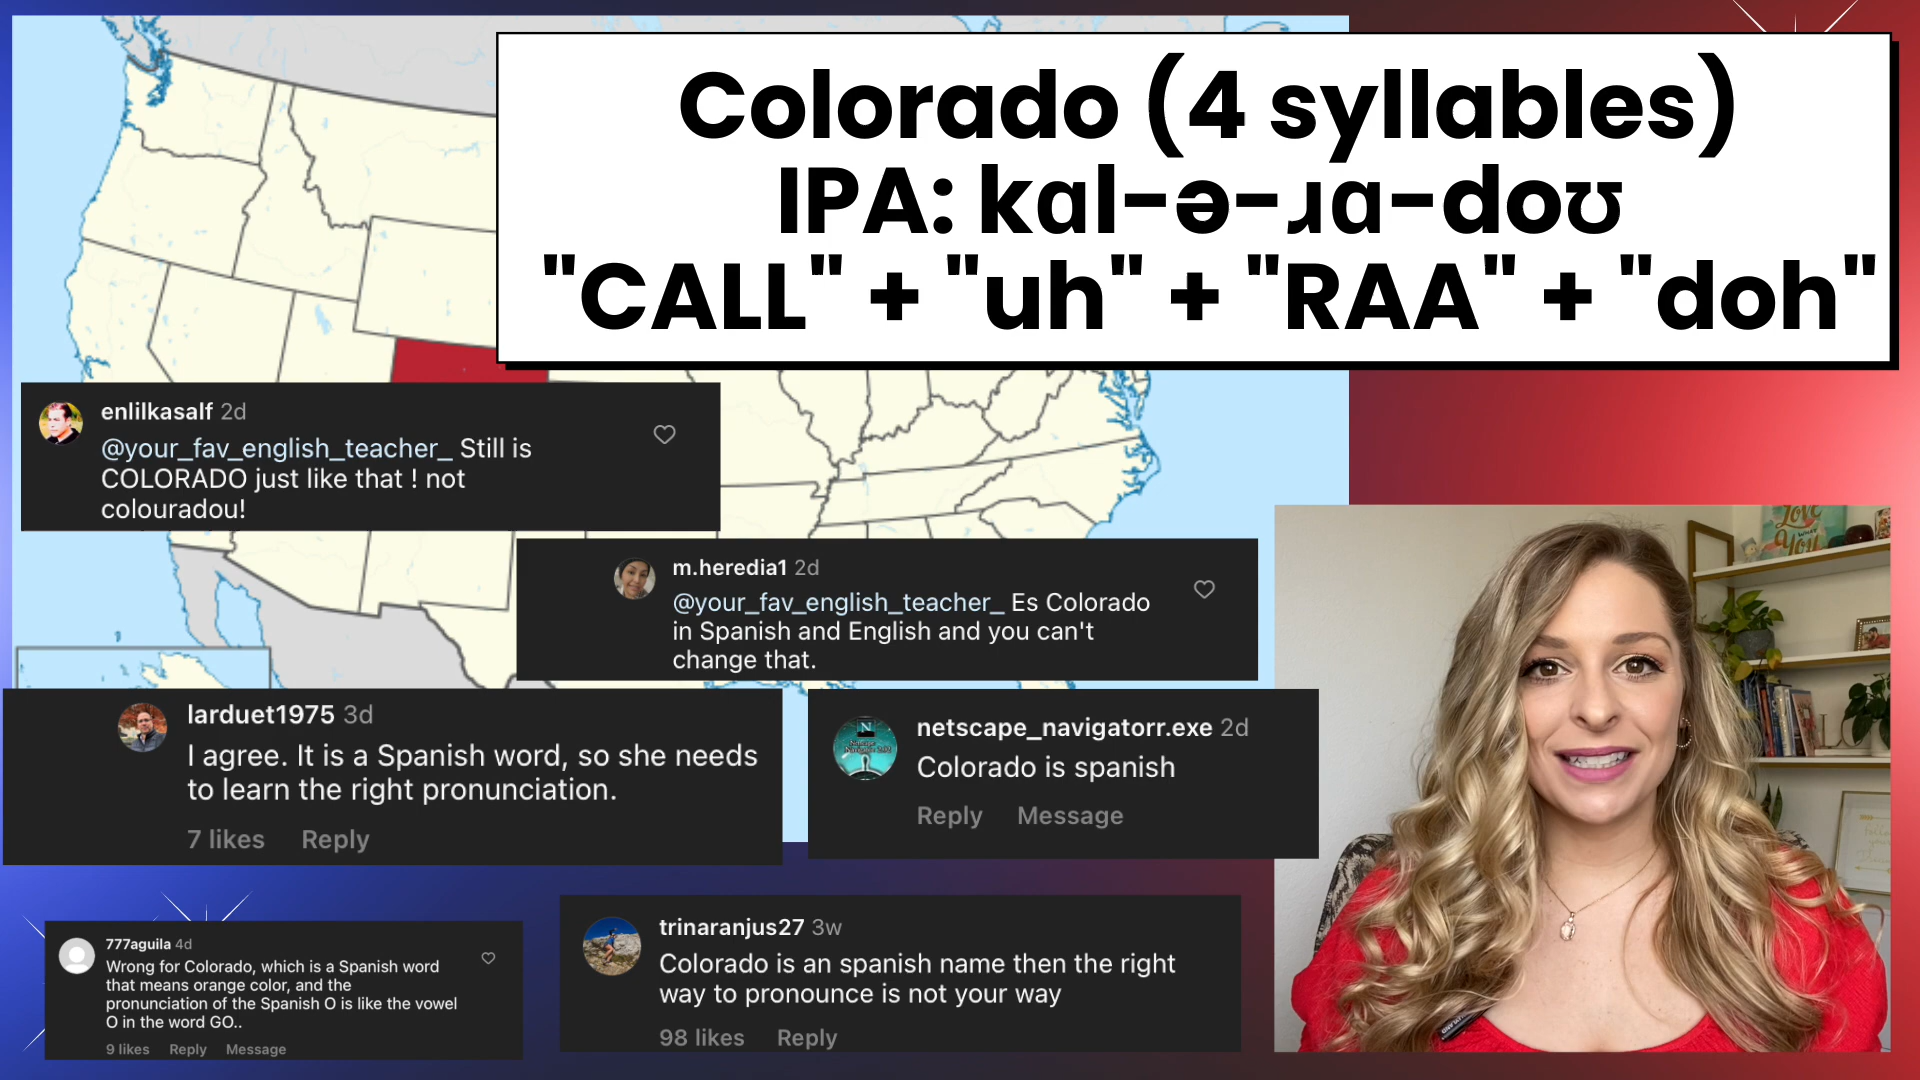 Colorado (4 syllables)
IPA: kɑl-ə-ɹɑ-doʊ
"CALL" + "uh" + "RAA" + "doh"
enlilkasalf 2d
@your_fav_english_teacher_ Still is
COLORADO just like that ! not
colouradou!
m.heredia1 2d
@your_fav_english_teacher_ Es Colorado
in Spanish and English and you can't
change that.
larduet1975 3d
I agree. It is a Spanish word, so she needs
to learn the right pronunciation.
7 likes Reply
netscape_navigatorr.exe 2d
Colorado is spanish
Reply Message
777aguila 4d
Wrong for Colorado, which is a Spanish word
that means orange color, and the
pronunciation of the Spanish O is like the vowel
O in the word GO..
9 likes Reply Message
trinaranjus27 3w
Colorado is an spanish name then the right
way to pronounce is not your way
98 likes Reply
Love
WHAT
You